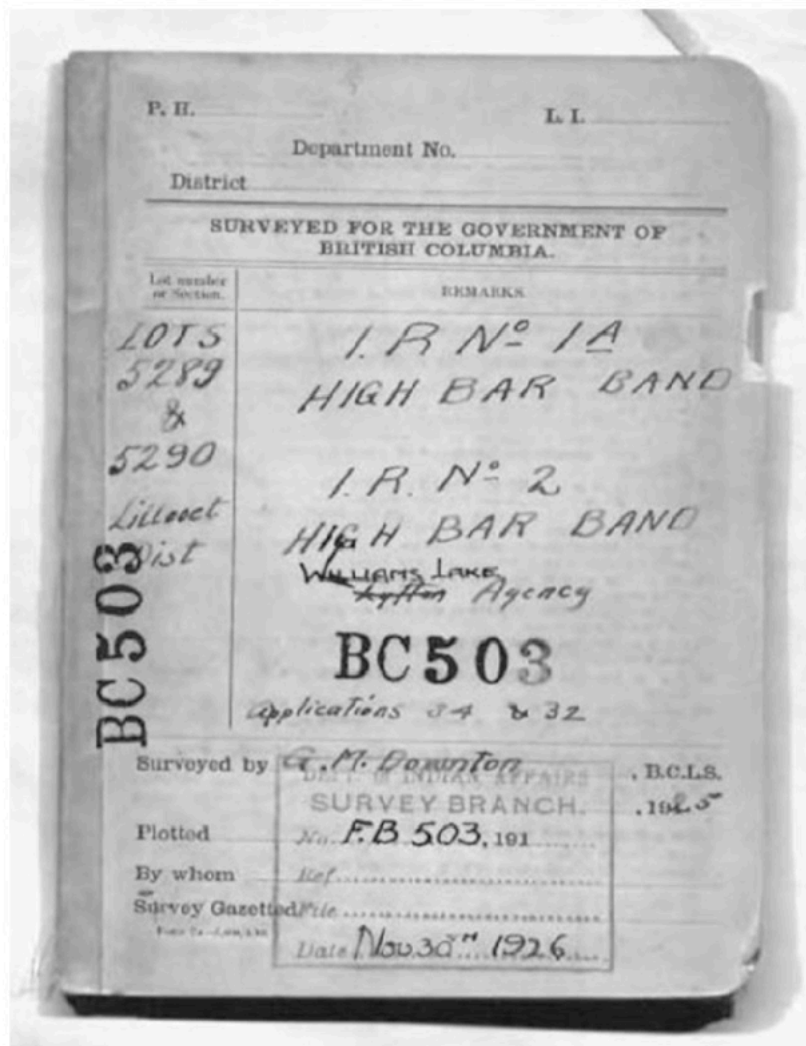 P. H.
L. I.
Department No.
District
SURVEYED FOR THE GOVERNMENT OF
BRITISH COLUMBIA.
Lot number
or Section.
REMARKS
LOTS
5289
&
5290
Lillooet
Dist
I. R Nº 1A
HIGH BAR BAND
I. R. Nº 2
HIGH BAR BAND
WILLIAMS LAKE
Lytton Agency
BC503
BC503
Applications 34 & 32
Surveyed by G. M. Downton, B.C.L.S.
DEPT. OF INDIAN AFFAIRS
SURVEY BRANCH.
, 1925
Plotted
No. F.B 503, 191
By whom
Ref
Survey Gazetted
File
Date Nov 30th 1926